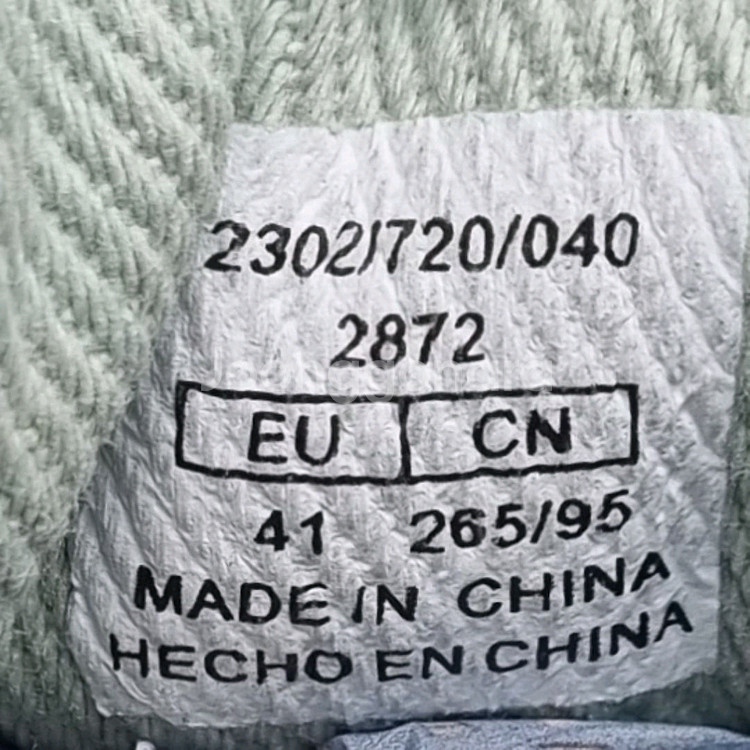 2302/720/040
2872
EU CN
41 265/95
MADE IN CHINA
HECHO EN CHINA